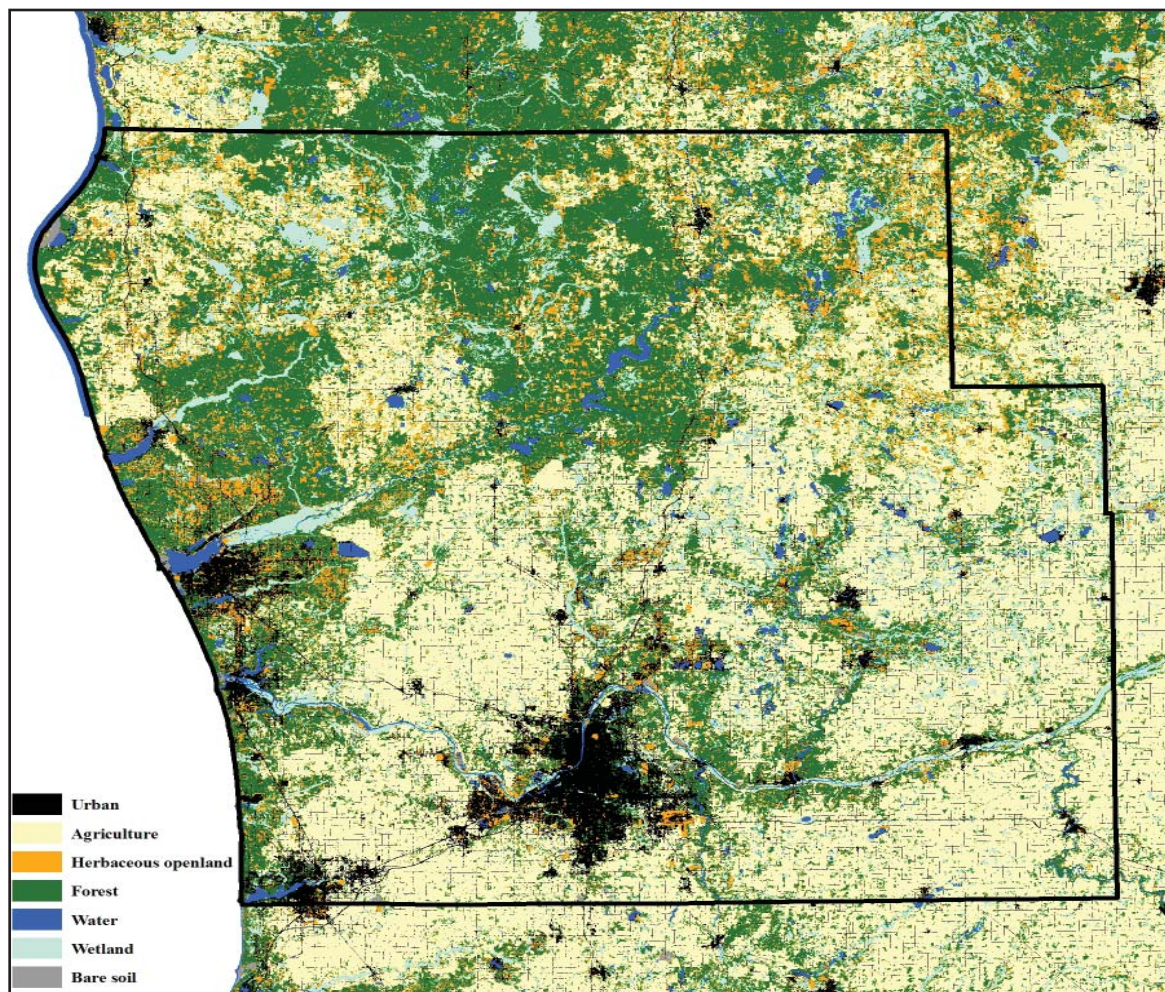 Urban
Agriculture
Herbaceous openland
Forest
Water
Wetland
Bare soil